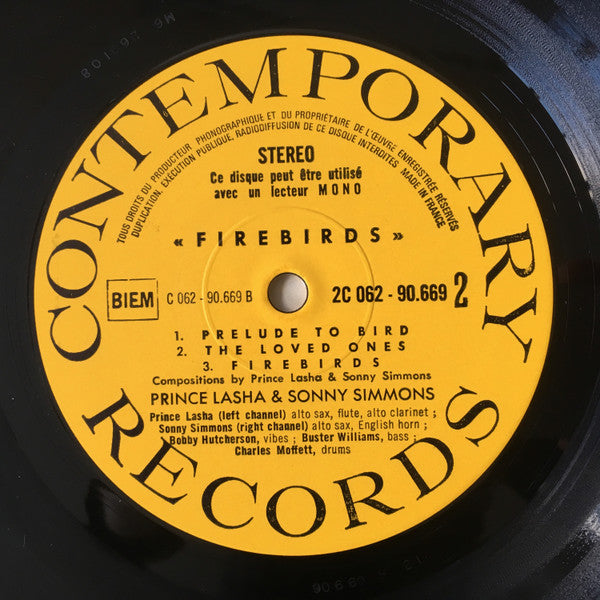 CONTEMPORARY
TOUS DROITS DU PRODUCTEUR PHONOGRAPHIQUE ET DU PROPRIÉTAIRE DE L'ŒUVRE ENREGISTRÉE RÉSERVÉS
DUPLICATION, EXÉCUTION PUBLIQUE, RADIODIFFUSION DE CE DISQUE INTERDITES MADE IN FRANCE
STEREO
Ce disque peut être utilisé
avec un lecteur MONO
« FIREBIRDS »
BIEM C 062 - 90.669 B 2C 062 - 90.669 2
1. PRELUDE TO BIRD
2. THE LOVED ONES
3. FIREBIRDS
Compositions by Prince Lasha & Sonny Simmons
PRINCE LASHA & SONNY SIMMONS
Prince Lasha (left channel) alto sax, flute, alto clarinet ;
Sonny Simmons (right channel) alto sax, English horn ;
Bobby Hutcherson, vibes ; Buster Williams, bass ;
Charles Moffett, drums
RECORDS